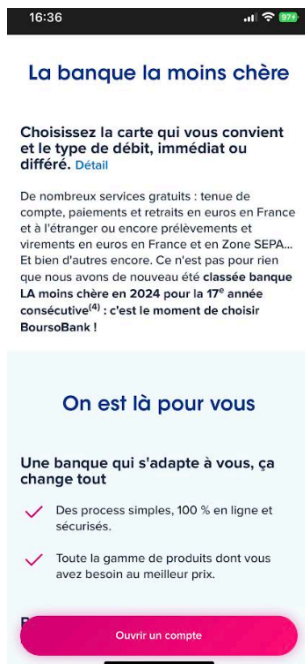 16:36
97
La banque la moins chère
Choisissez la carte qui vous convient
et le type de débit, immédiat ou
différé. Détail
De nombreux services gratuits : tenue de
compte, paiements et retraits en euros en France
et à l'étranger ou encore prélèvements et
virements en euros en France et en Zone SEPA...
Et bien d'autres encore. Ce n'est pas pour rien
que nous avons de nouveau été classée banque
LA moins chère en 2024 pour la 17e année
consécutive(4) : c'est le moment de choisir
BoursoBank !
On est là pour vous
Une banque qui s'adapte à vous, ça
change tout
Des process simples, 100 % en ligne et
sécurisés.
Toute la gamme de produits dont vous
avez besoin au meilleur prix.
Ouvrir un compte